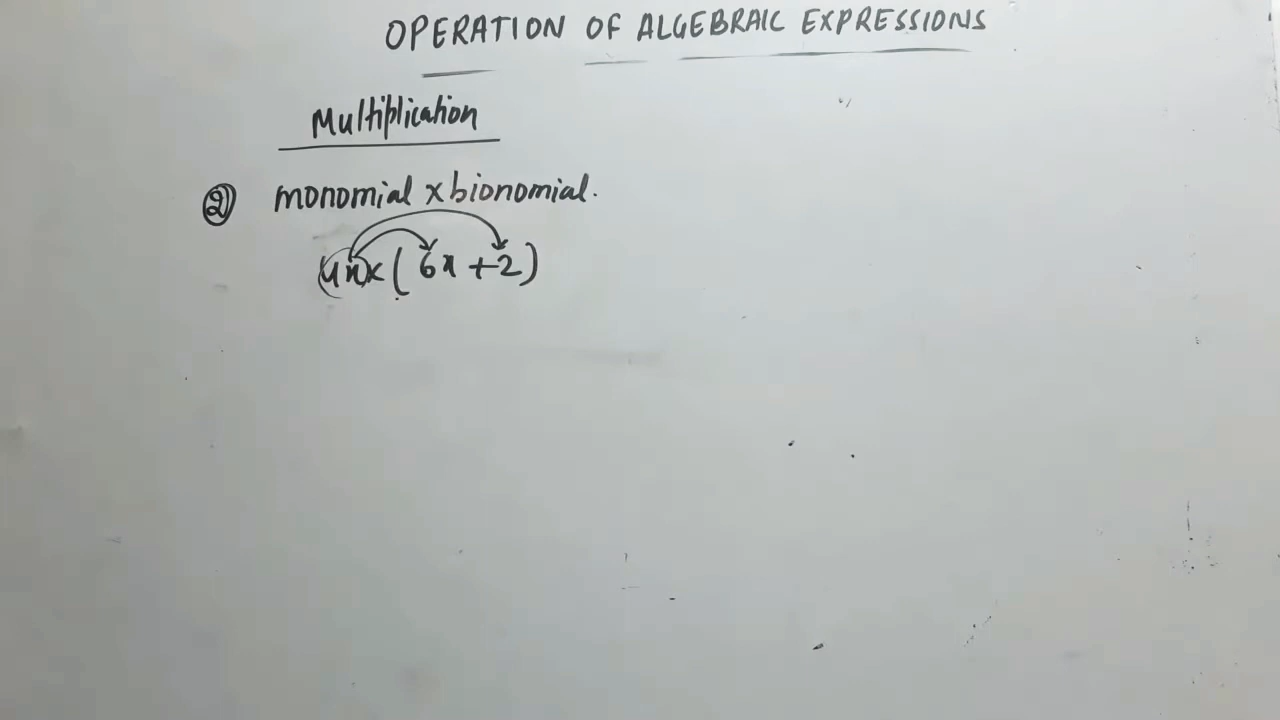 OPERATION OF ALGEBRAIC EXPRESSIONS
Multiplication
② monomial x bionomial.
4x x ( 6x + 2 )